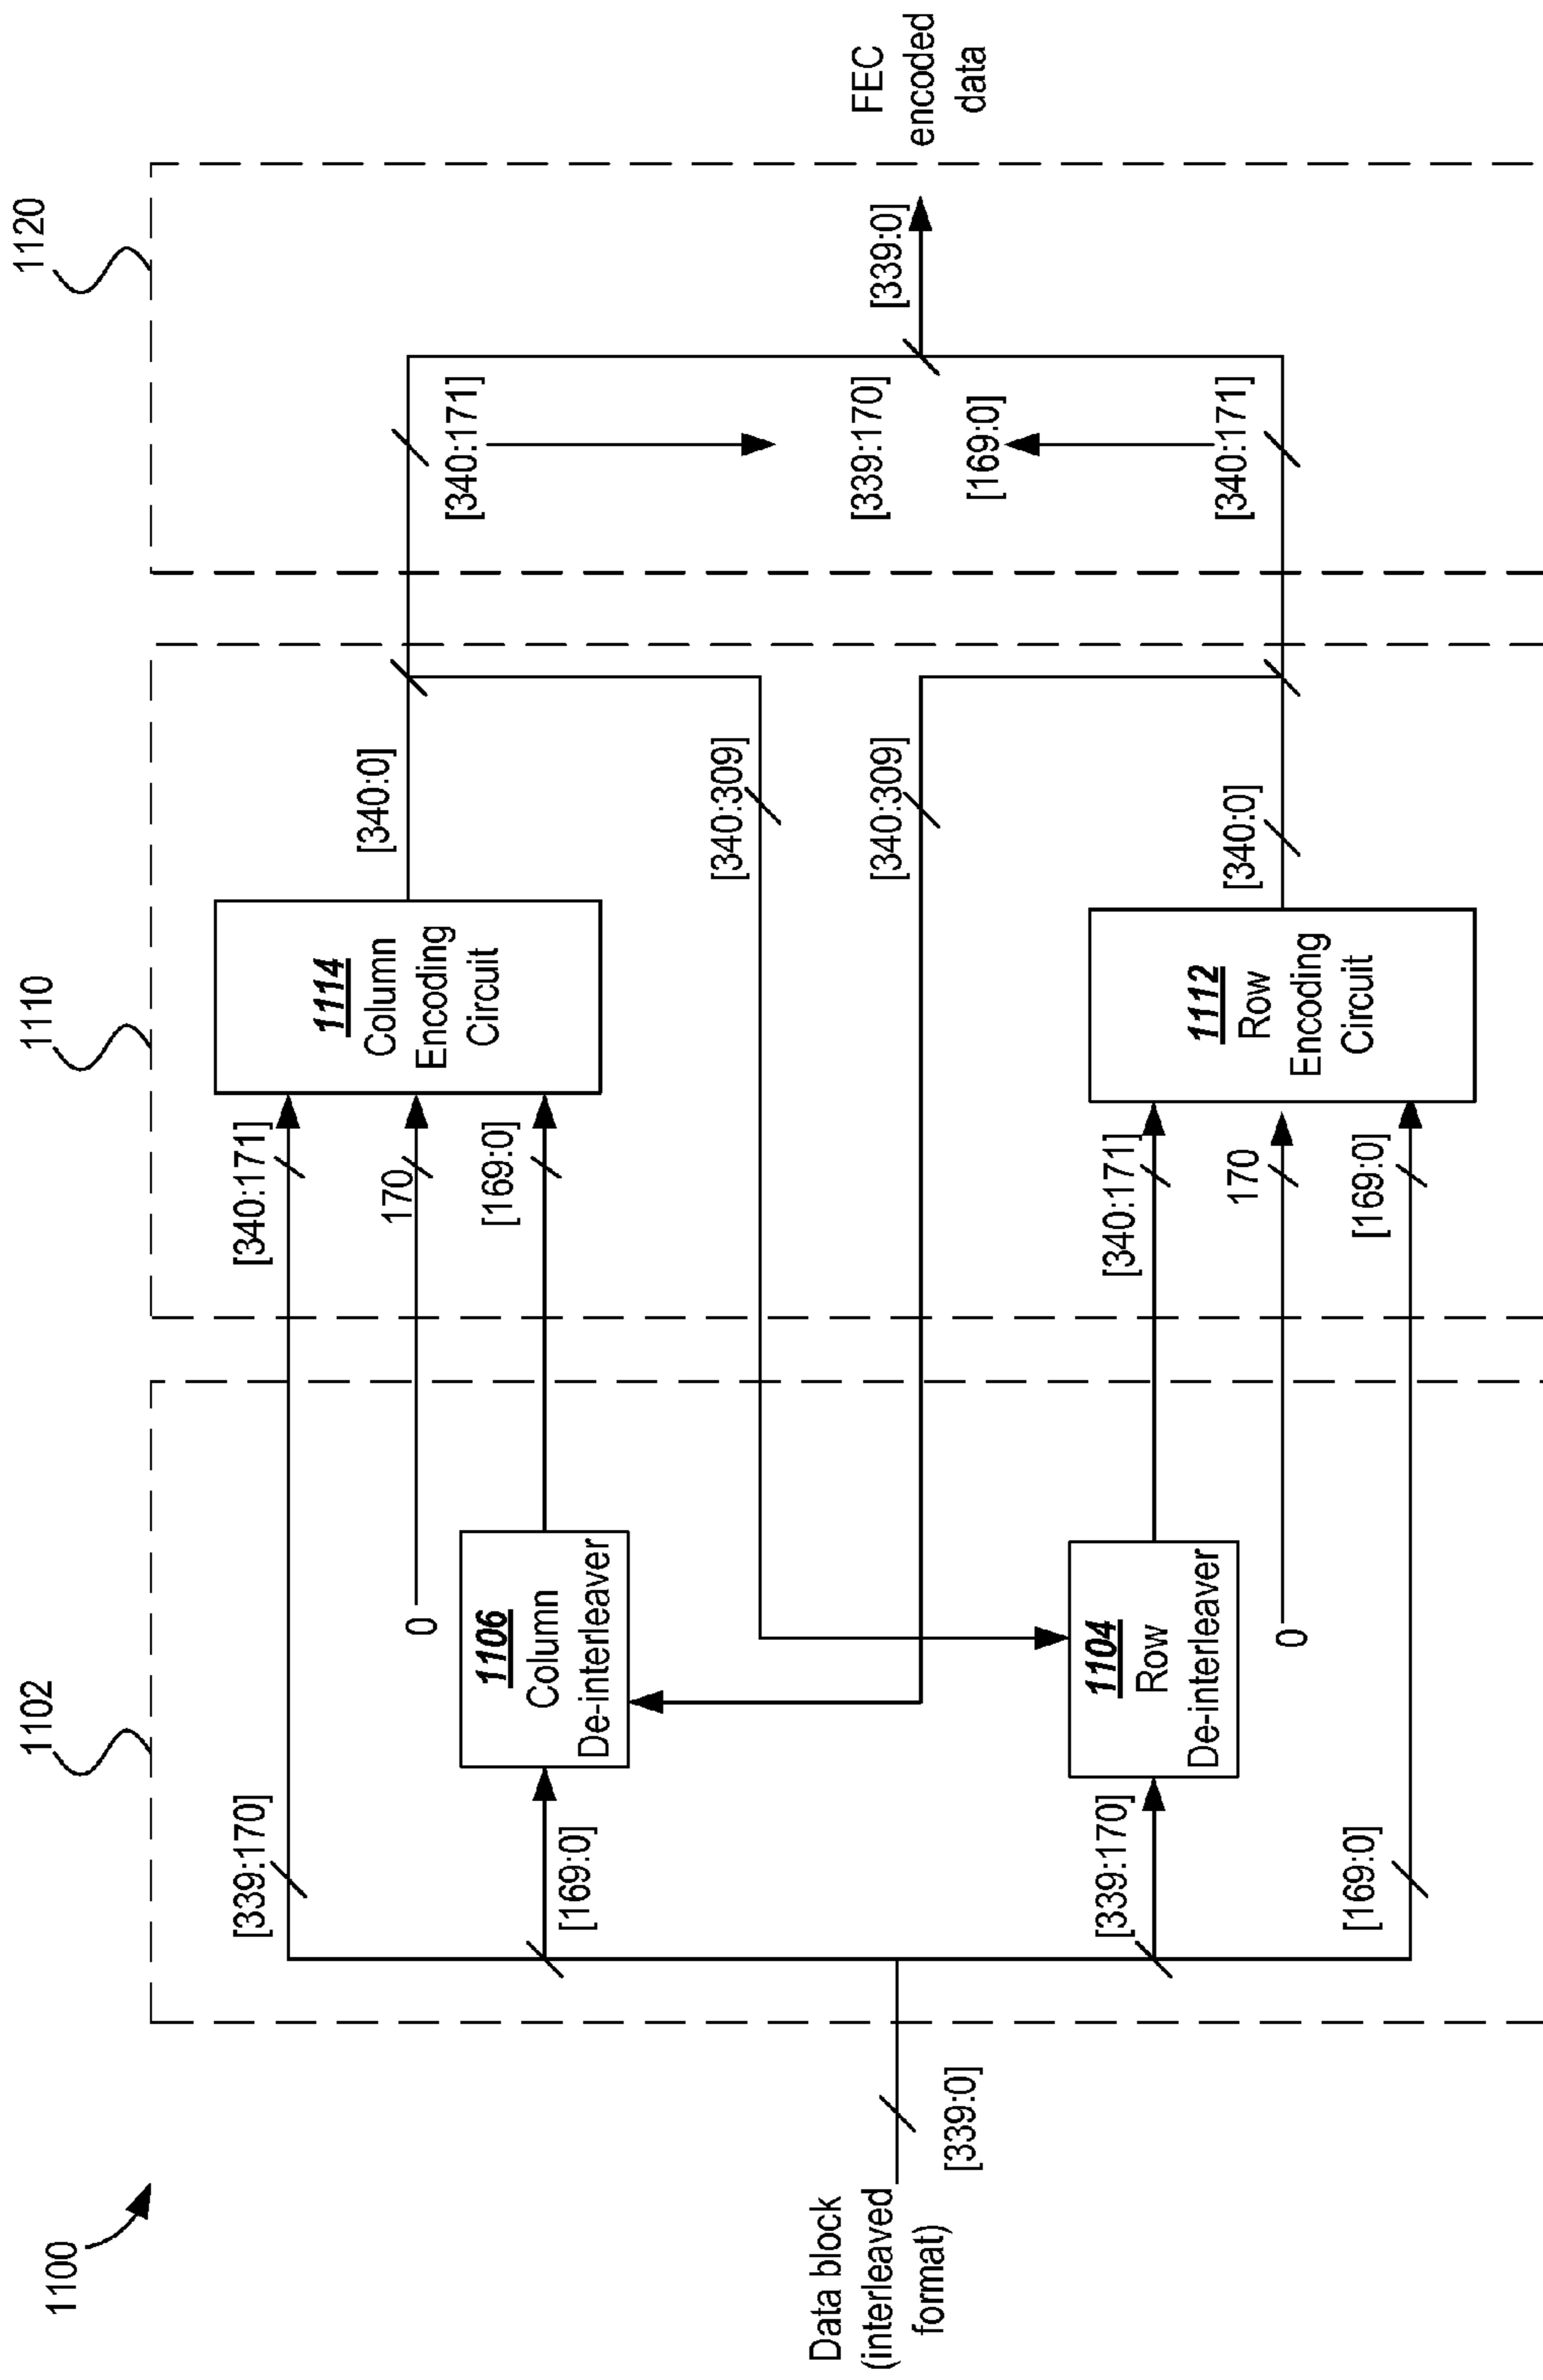 1100
1102
1110
1120
Data block
(interleaved
format)
[339:0]
[339:170]
[169:0]
[339:170]
[169:0]
0
1106
Column
De-interleaver
1104
Row
De-interleaver
0
[340:171]
170
[169:0]
[340:171]
170
[169:0]
1114
Column
Encoding
Circuit
1112
Row
Encoding
Circuit
[340:0]
[340:309]
[340:309]
[340:0]
[340:171]
[339:170]
[169:0]
[340:171]
[339:0]
FEC
encoded
data